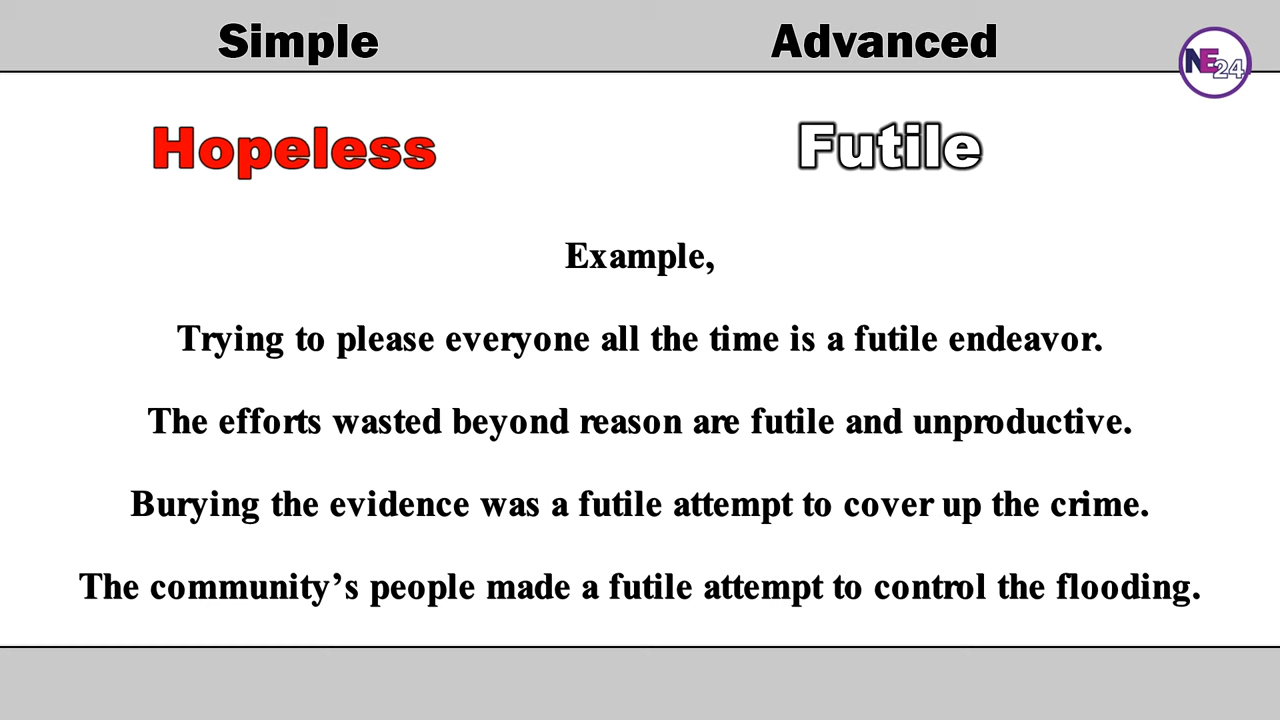 Simple Advanced
NE24
Hopeless Futile
Example,
Trying to please everyone all the time is a futile endeavor.
The efforts wasted beyond reason are futile and unproductive.
Burying the evidence was a futile attempt to cover up the crime.
The community’s people made a futile attempt to control the flooding.